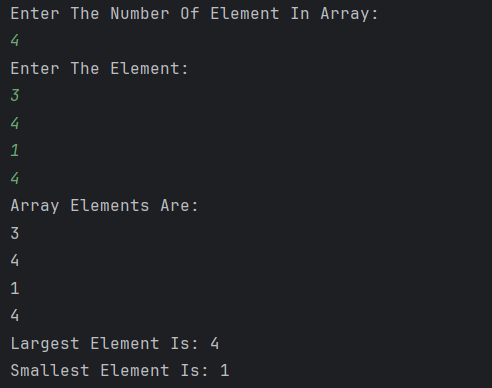 Enter The Number Of Element In Array:
4
Enter The Element:
3
4
1
4
Array Elements Are:
3
4
1
4
Largest Element Is: 4
Smallest Element Is: 1